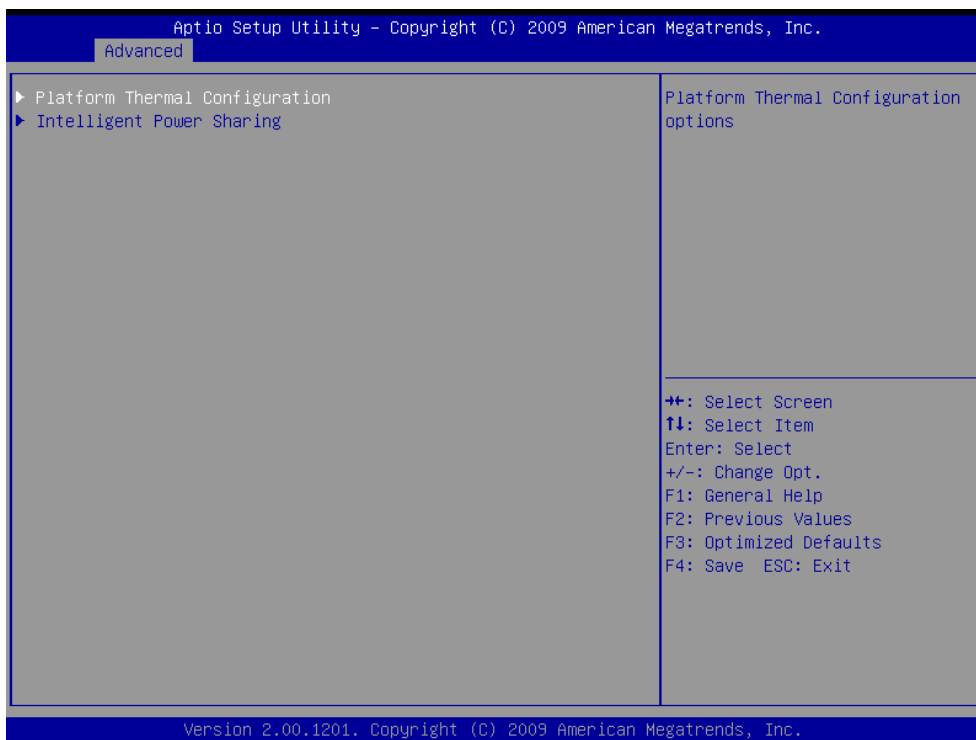 Aptio Setup Utility – Copyright (C) 2009 American Megatrends, Inc.
Advanced
▶ Platform Thermal Configuration
▶ Intelligent Power Sharing
Platform Thermal Configuration
options
→←: Select Screen
↑↓: Select Item
Enter: Select
+/-: Change Opt.
F1: General Help
F2: Previous Values
F3: Optimized Defaults
F4: Save  ESC: Exit
Version 2.00.1201. Copyright (C) 2009 American Megatrends, Inc.